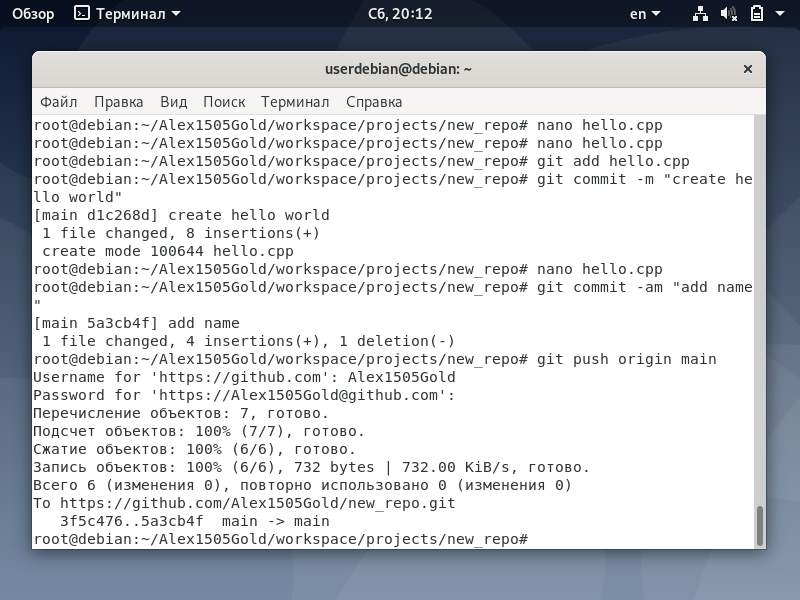 Обзор Терминал Сб, 20:12 en
userdebian@debian: ~
Файл Правка Вид Поиск Терминал Справка
root@debian:~/Alex1505Gold/workspace/projects/new_repo# nano hello.cpp
root@debian:~/Alex1505Gold/workspace/projects/new_repo# nano hello.cpp
root@debian:~/Alex1505Gold/workspace/projects/new_repo# git add hello.cpp
root@debian:~/Alex1505Gold/workspace/projects/new_repo# git commit -m "create he
llo world"
[main d1c268d] create hello world
 1 file changed, 8 insertions(+)
 create mode 100644 hello.cpp
root@debian:~/Alex1505Gold/workspace/projects/new_repo# nano hello.cpp
root@debian:~/Alex1505Gold/workspace/projects/new_repo# git commit -am "add name
"
[main 5a3cb4f] add name
 1 file changed, 4 insertions(+), 1 deletion(-)
root@debian:~/Alex1505Gold/workspace/projects/new_repo# git push origin main
Username for 'https://github.com': Alex1505Gold
Password for 'https://Alex1505Gold@github.com':
Перечисление объектов: 7, готово.
Подсчет объектов: 100% (7/7), готово.
Сжатие объектов: 100% (6/6), готово.
Запись объектов: 100% (6/6), 732 bytes | 732.00 KiB/s, готово.
Всего 6 (изменения 0), повторно использовано 0 (изменения 0)
To https://github.com/Alex1505Gold/new_repo.git
   3f5c476..5a3cb4f  main -> main
root@debian:~/Alex1505Gold/workspace/projects/new_repo#